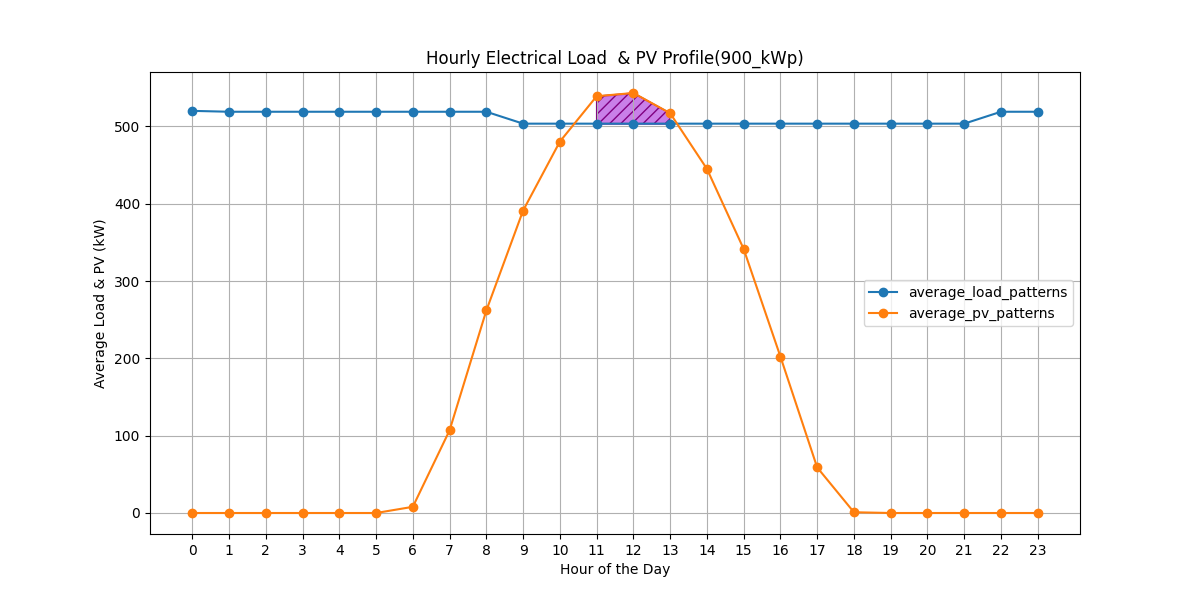 Hourly Electrical Load  & PV Profile(900_kWp)
500
400
300
200
100
0
Average Load & PV (kW)
average_load_patterns
average_pv_patterns
0 1 2 3 4 5 6 7 8 9 10 11 12 13 14 15 16 17 18 19 20 21 22 23
Hour of the Day